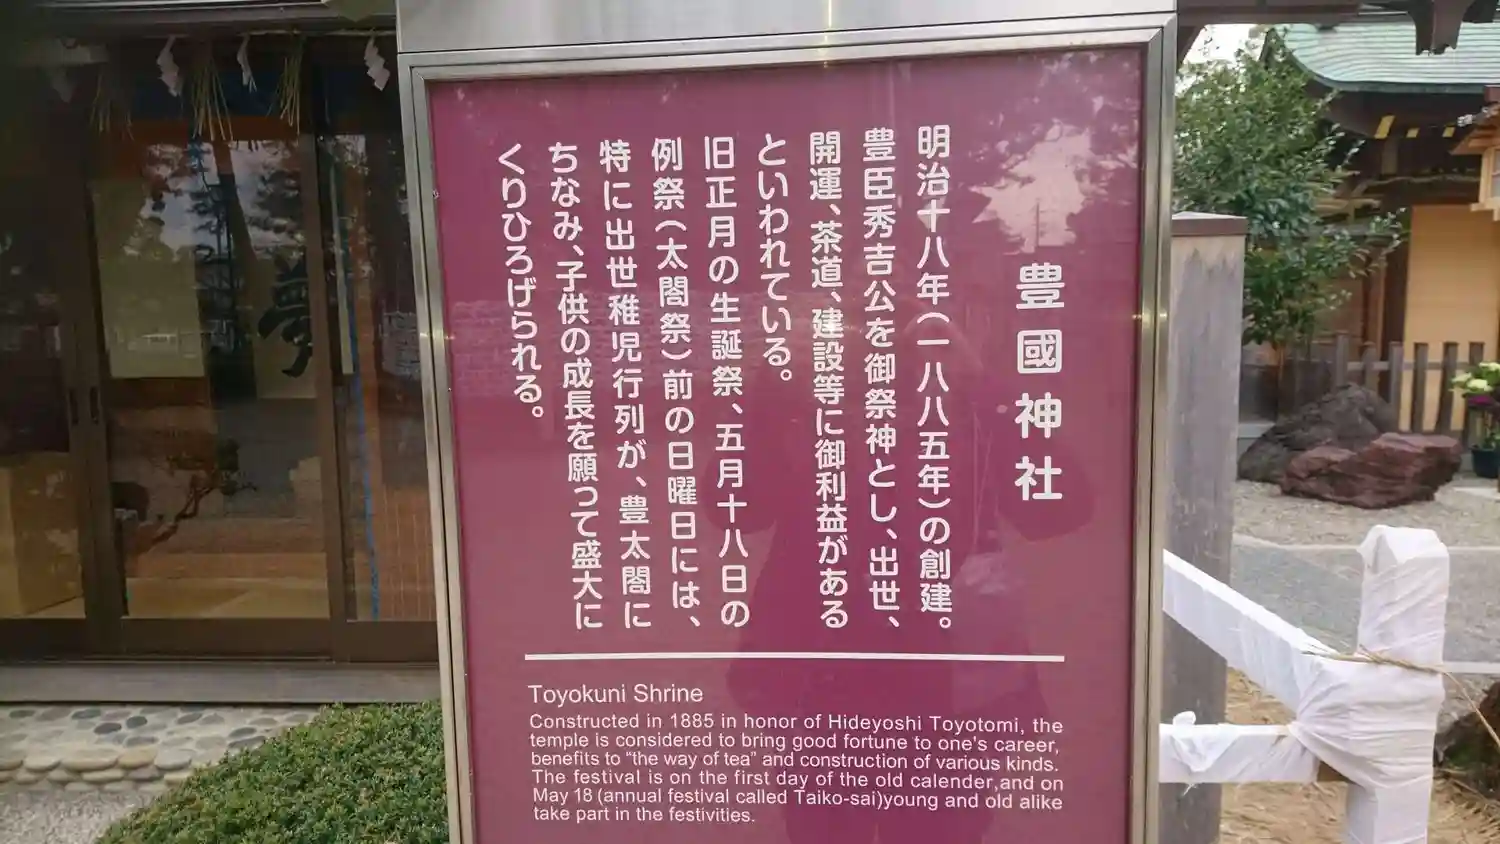 豊國神社
明治十八年(一八八五年)の創建。
豊臣秀吉公を御祭神とし、出世、
開運、茶道、建設等に御利益がある
といわれている。
旧正月の生誕祭、五月十八日の
例祭(太閤祭)前の日曜日には、
特に出世稚児行列が、豊太閤に
ちなみ、子供の成長を願って盛大に
くりひろげられる。
Toyokuni Shrine
Constructed in 1885 in honor of Hideyoshi Toyotomi, the
temple is considered to bring good fortune to one's career,
benefits to "the way of tea" and construction of various kinds.
The festival is on the first day of the old calender,and on
May 18 (annual festival called Taiko-sai)young and old alike
take part in the festivities.
夢